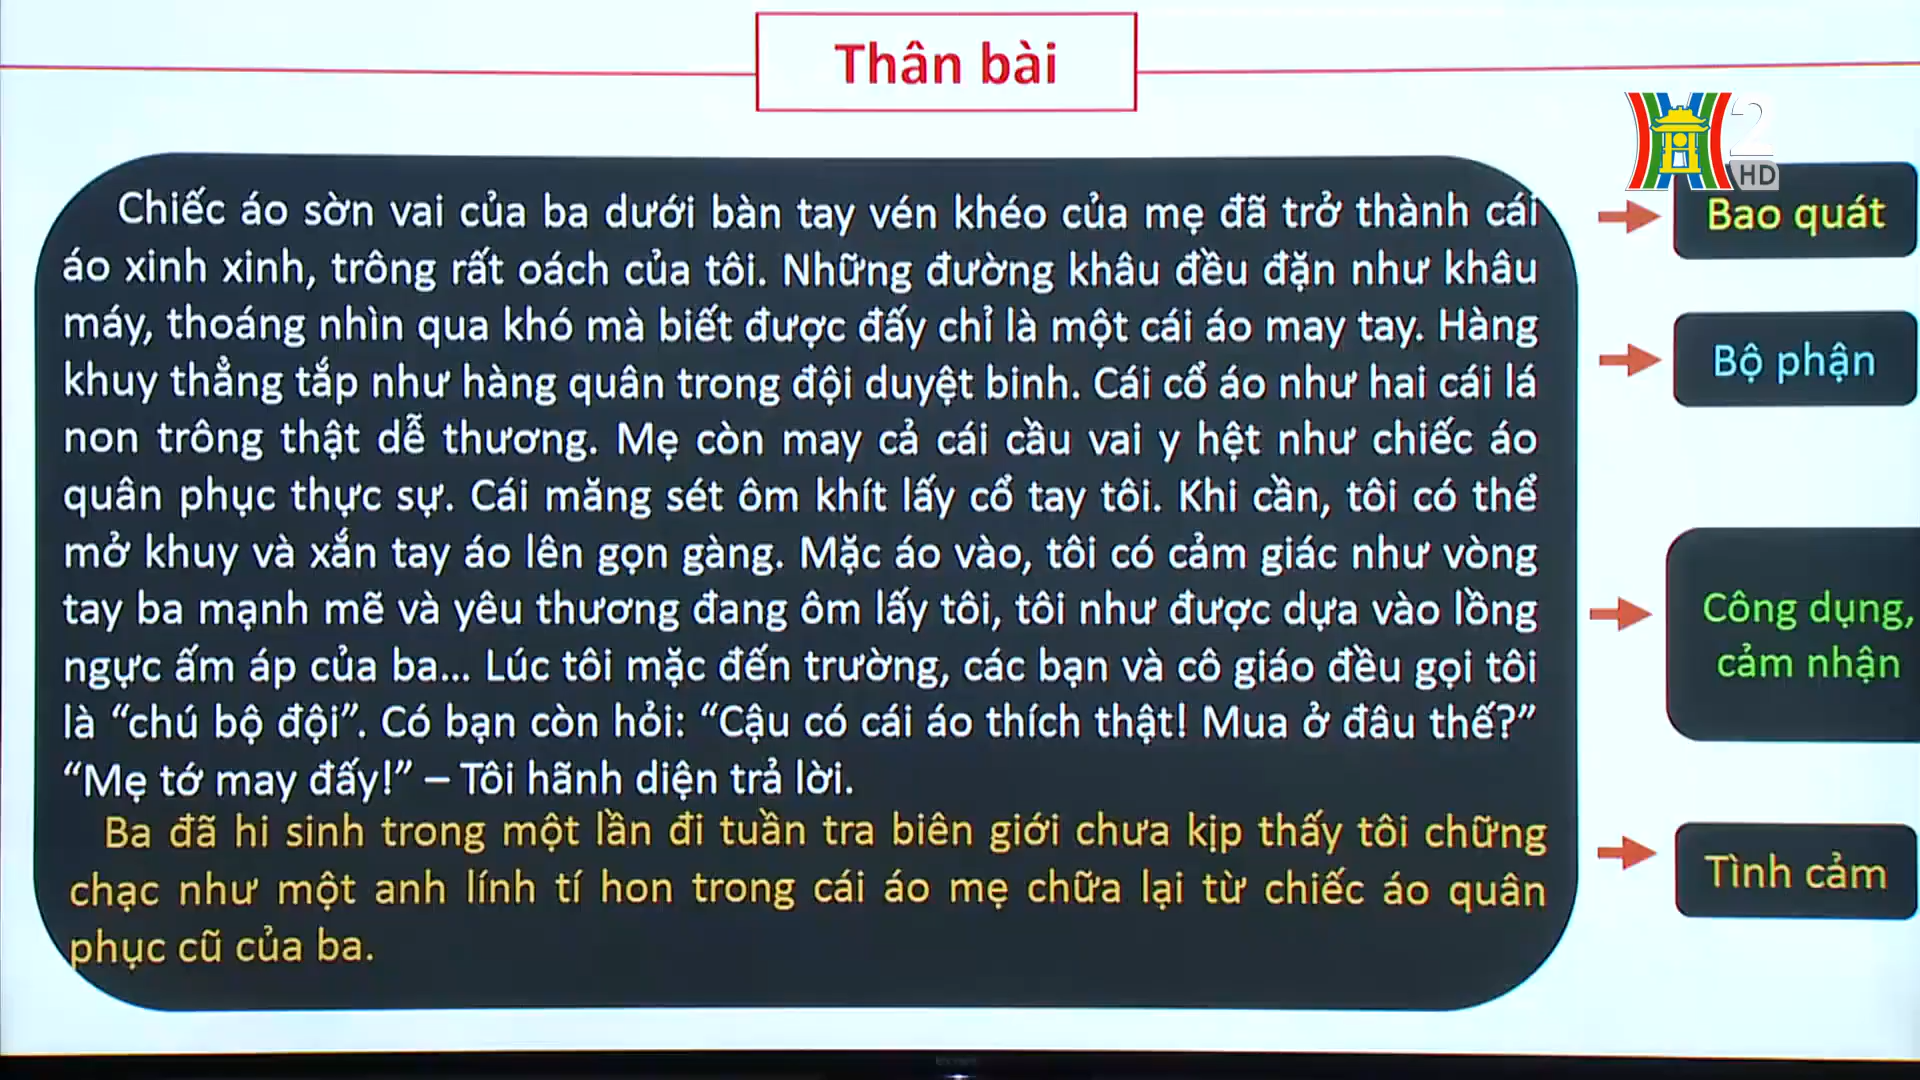 Thân bài
2
HD
Chiếc áo sờn vai của ba dưới bàn tay vén khéo của mẹ đã trở thành cái
áo xinh xinh, trông rất oách của tôi. Những đường khâu đều đặn như khâu
máy, thoáng nhìn qua khó mà biết được đấy chỉ là một cái áo may tay. Hàng
khuy thẳng tắp như hàng quân trong đội duyệt binh. Cái cổ áo như hai cái lá
non trông thật dễ thương. Mẹ còn may cả cái cầu vai y hệt như chiếc áo
quân phục thực sự. Cái măng sét ôm khít lấy cổ tay tôi. Khi cần, tôi có thể
mở khuy và xắn tay áo lên gọn gàng. Mặc áo vào, tôi có cảm giác như vòng
tay ba mạnh mẽ và yêu thương đang ôm lấy tôi, tôi như được dựa vào lồng
ngực ấm áp của ba... Lúc tôi mặc đến trường, các bạn và cô giáo đều gọi tôi
là “chú bộ đội”. Có bạn còn hỏi: “Cậu có cái áo thích thật! Mua ở đâu thế?”
“Mẹ tớ may đấy!” – Tôi hãnh diện trả lời.
Ba đã hi sinh trong một lần đi tuần tra biên giới chưa kịp thấy tôi chững
chạc như một anh lính tí hon trong cái áo mẹ chữa lại từ chiếc áo quân
phục cũ của ba.
Bao quát
Bộ phận
Công dụng,
cảm nhận
Tình cảm